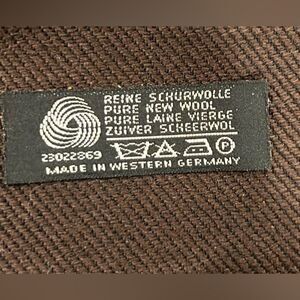 REINE SCHURWOLLE
PURE NEW WOOL
PURE LAINE VIERGE
ZUIVER SCHEERWOL
23022869
P
MADE IN WESTERN GERMANY